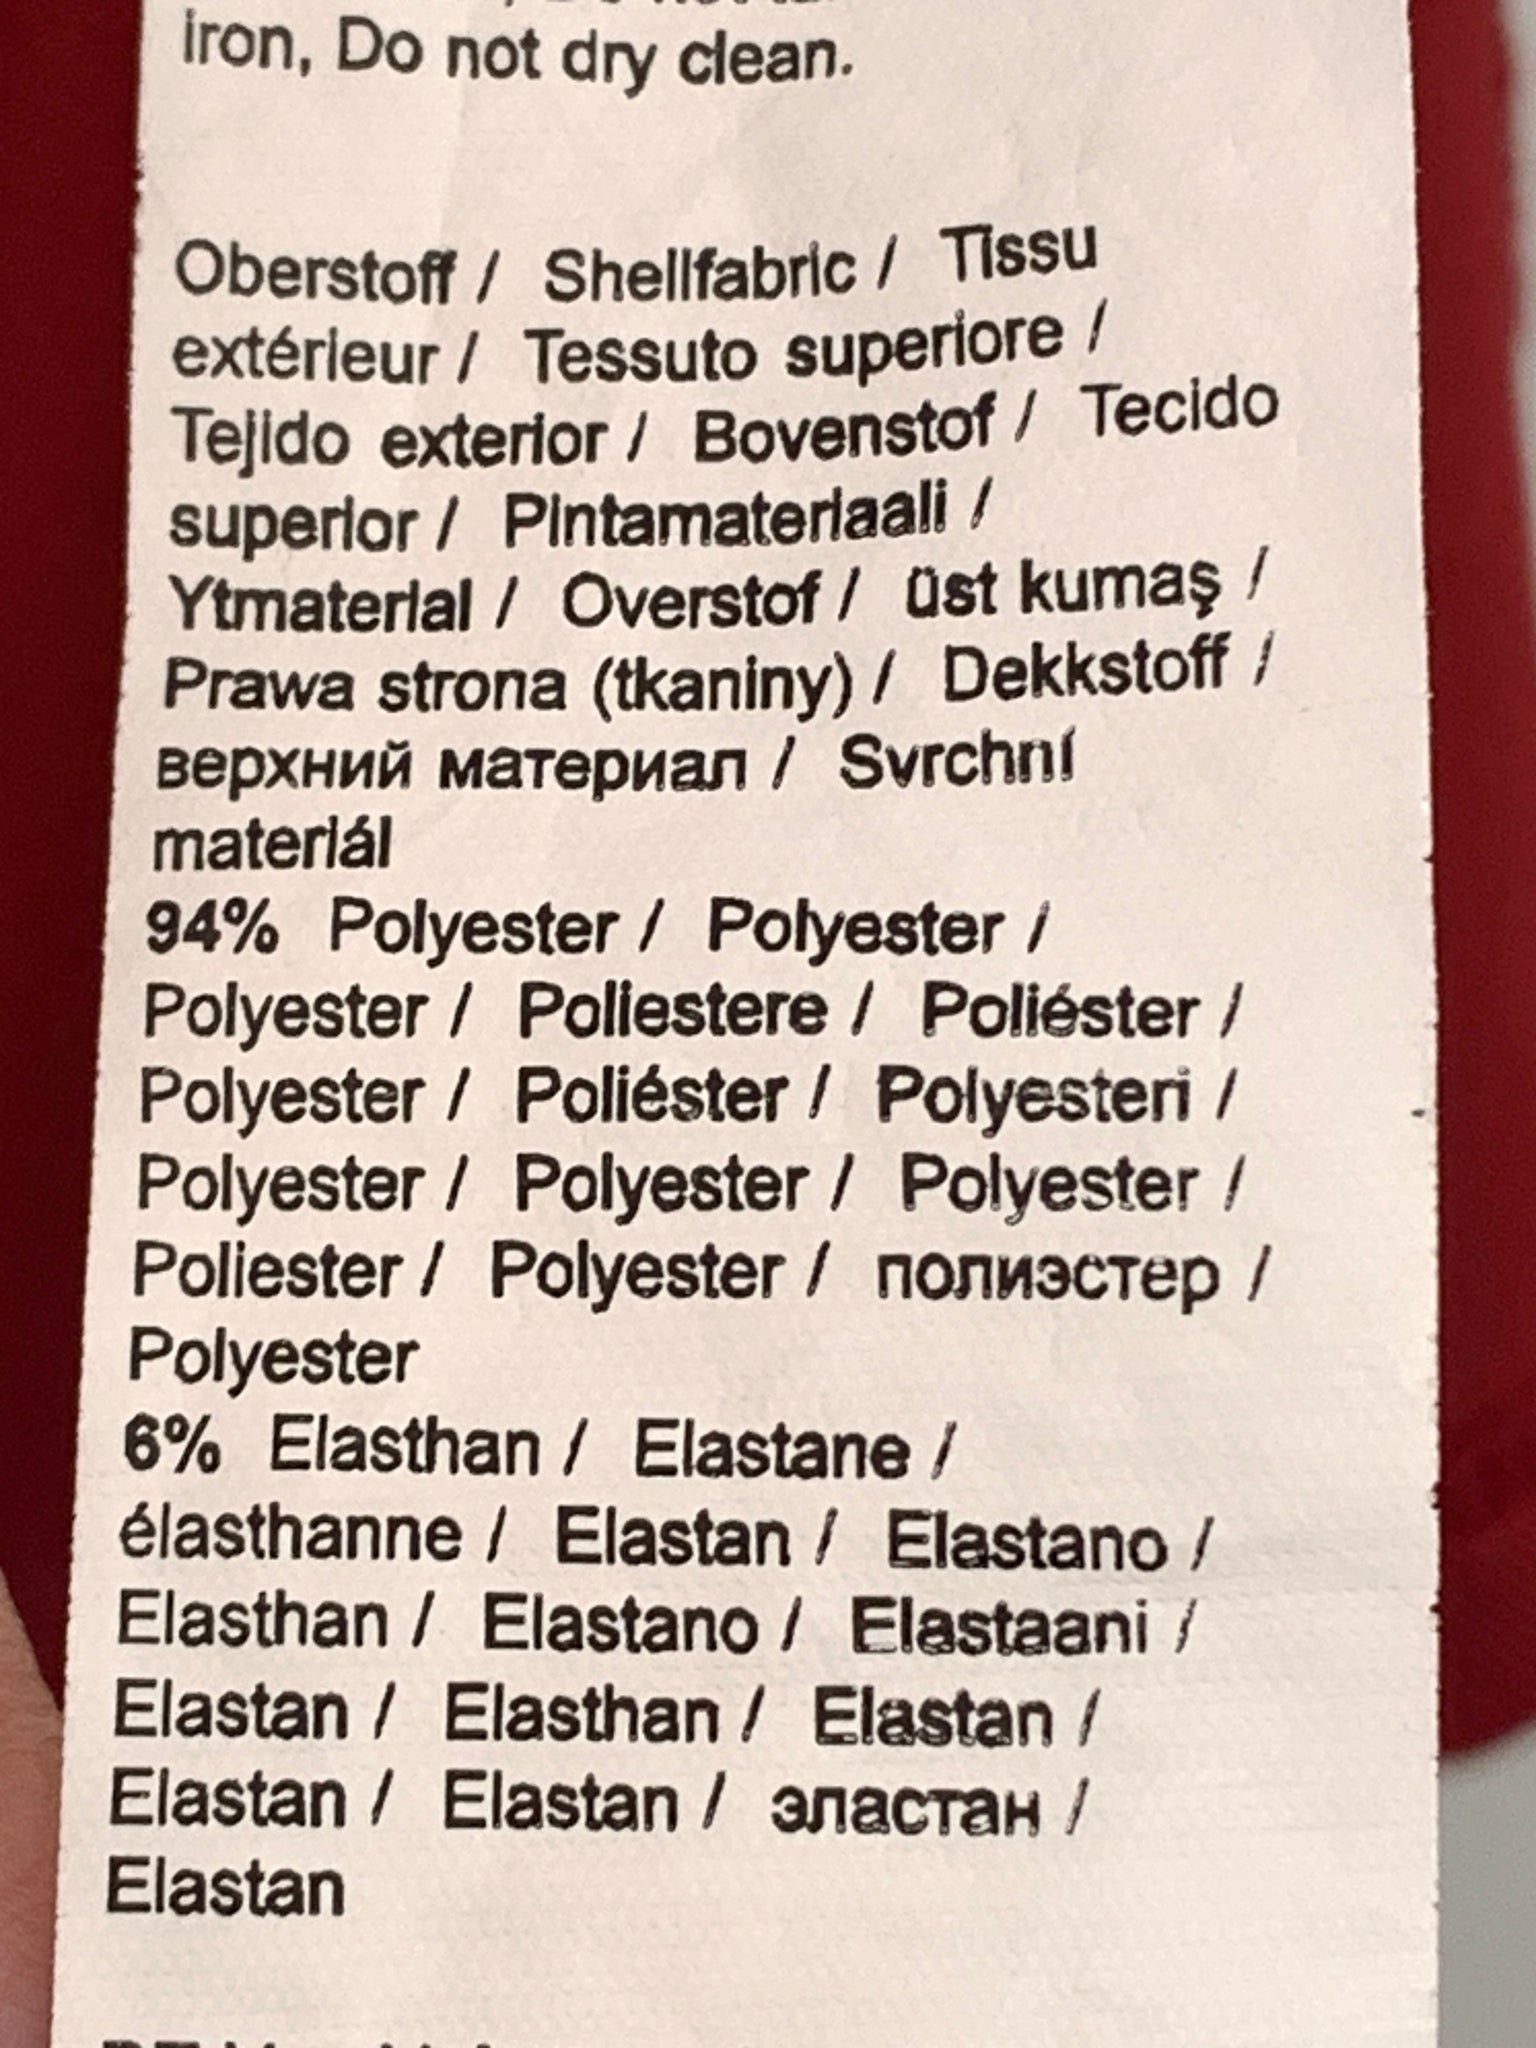 iron, Do not dry clean.
Oberstoff / Shellfabric / Tissu
extérieur / Tessuto superiore /
Tejido exterior / Bovenstof / Tecido
superior / Pintamateriaali /
Ytmaterial / Overstof / üst kumaş /
Prawa strona (tkaniny) / Dekkstoff /
верхний материал / Svrchní
materiál
94% Polyester / Polyester /
Polyester / Poliestere / Poliéster /
Polyester / Poliéster / Polyesteri /
Polyester / Polyester / Polyester /
Poliester / Polyester / полиэстер /
Polyester
6% Elasthan / Elastane /
élasthanne / Elastan / Elastano /
Elasthan / Elastano / Elastaani /
Elastan / Elasthan / Elastan /
Elastan / Elastan / эластан /
Elastan